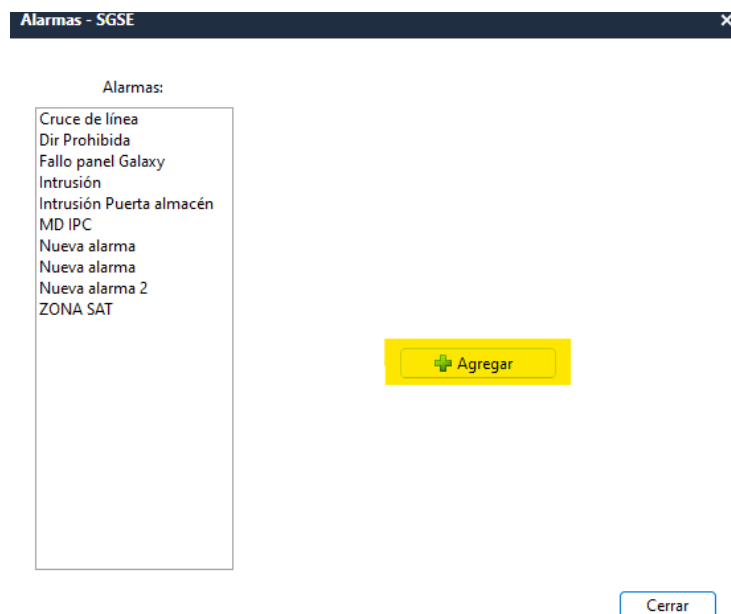 Alarmas - SGSE
Alarmas:
Cruce de línea
Dir Prohibida
Fallo panel Galaxy
Intrusión
Intrusión Puerta almacén
MD IPC
Nueva alarma
Nueva alarma
Nueva alarma 2
ZONA SAT
Agregar
Cerrar